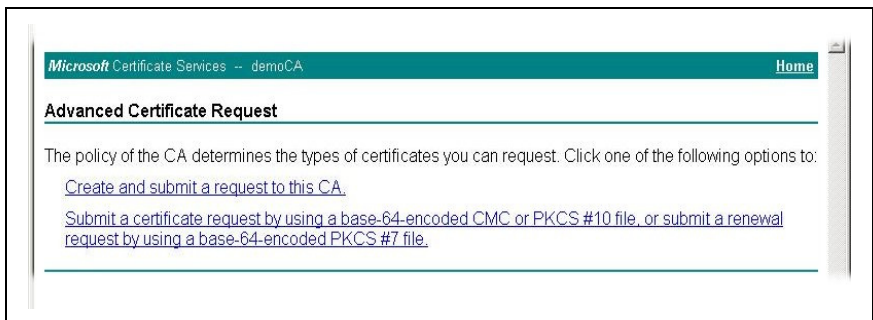 Microsoft Certificate Services -- demoCA Home
Advanced Certificate Request
The policy of the CA determines the types of certificates you can request. Click one of the following options to:
Create and submit a request to this CA.
Submit a certificate request by using a base-64-encoded CMC or PKCS #10 file, or submit a renewal
request by using a base-64-encoded PKCS #7 file.